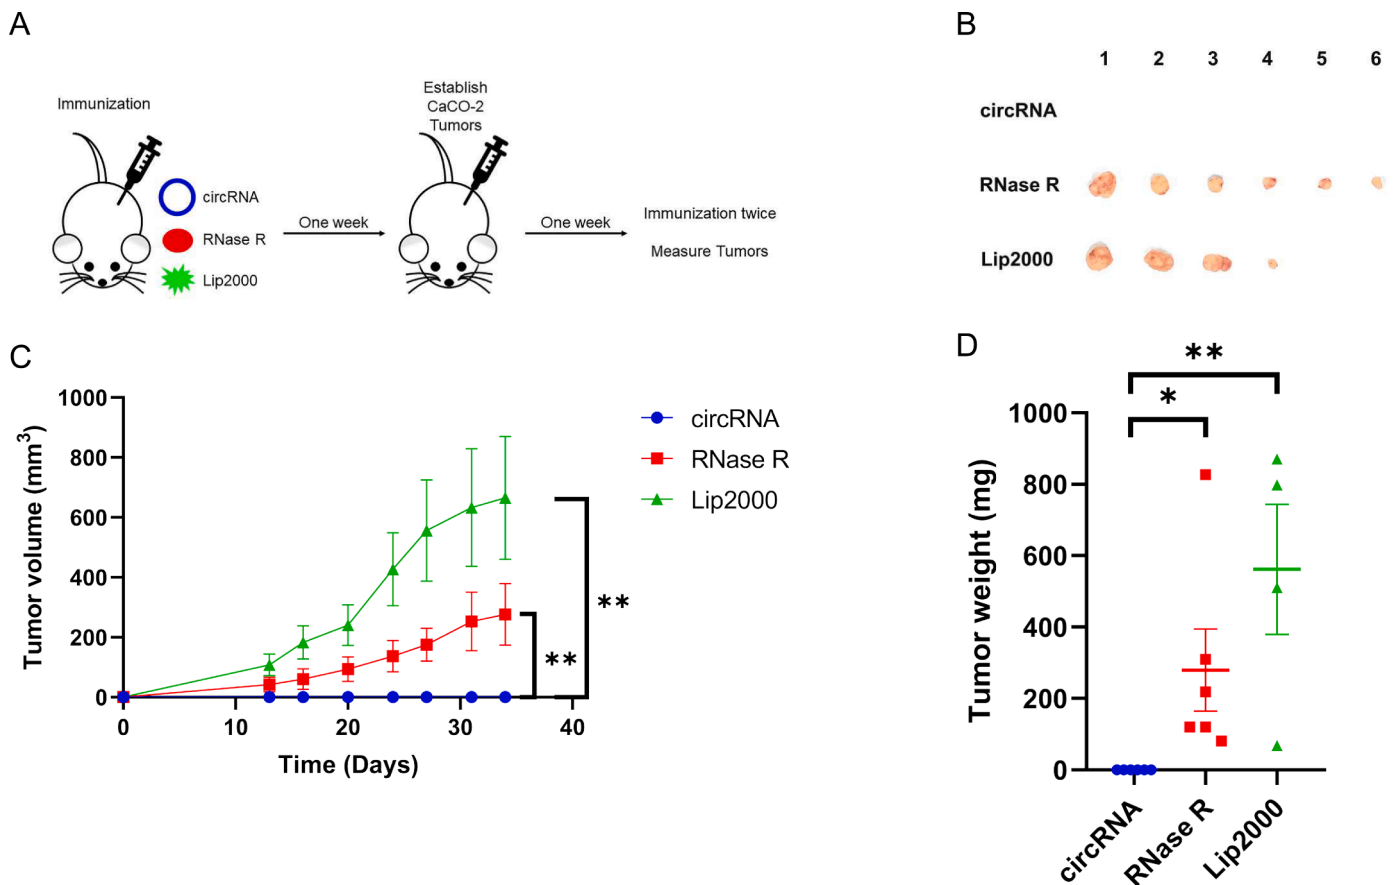 A
Immunization
circRNA
RNase R
Lip2000
One week
Establish
CaCO-2
Tumors
One week
Immunization twice
Measure Tumors
B
1 2 3 4 5 6
circRNA
RNase R
Lip2000
C
Tumor volume (mm³)
1000
800
600
400
200
0
0 10 20 30 40
Time (Days)
circRNA
RNase R
Lip2000
**
**
D
Tumor weight (mg)
1000
800
600
400
200
0
**
*
circRNA
RNase R
Lip2000